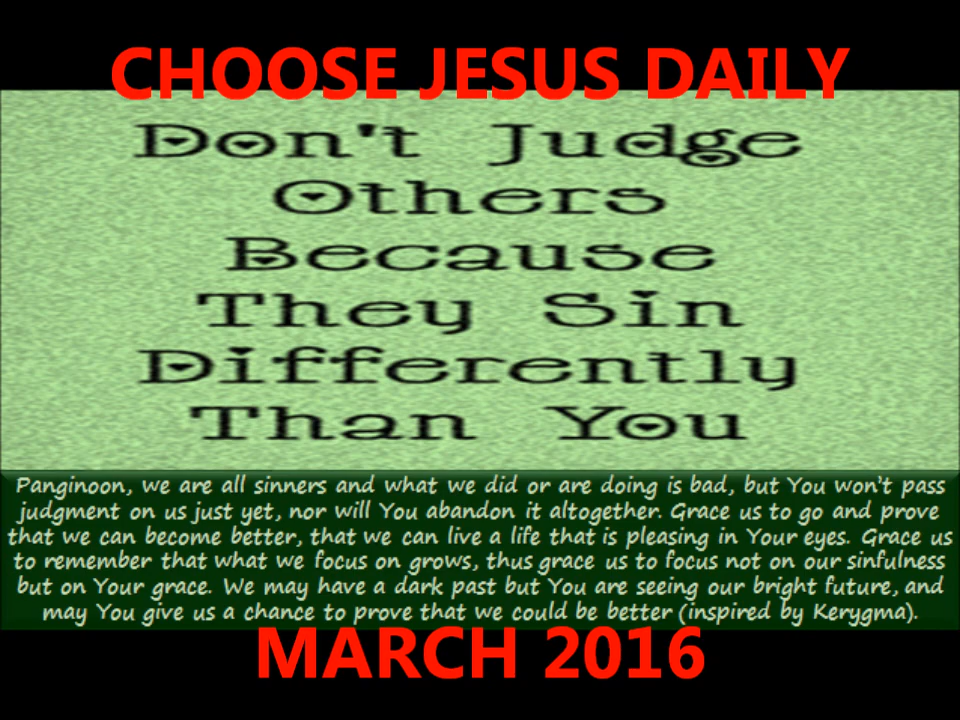 CHOOSE JESUS DAILY
Don't Judge
Others
Because
They Sin
Differently
Than You
Panginoon, we are all sinners and what we did or are doing is bad, but You won't pass
judgment on us just yet, nor will You abandon it altogether. Grace us to go and prove
that we can become better, that we can live a life that is pleasing in Your eyes. Grace us
to remember that what we focus on grows, thus grace us to focus not on our sinfulness
but on Your grace. We may have a dark past but You are seeing our bright future, and
may You give us a chance to prove that we could be better (inspired by Kerygma).
MARCH 2016